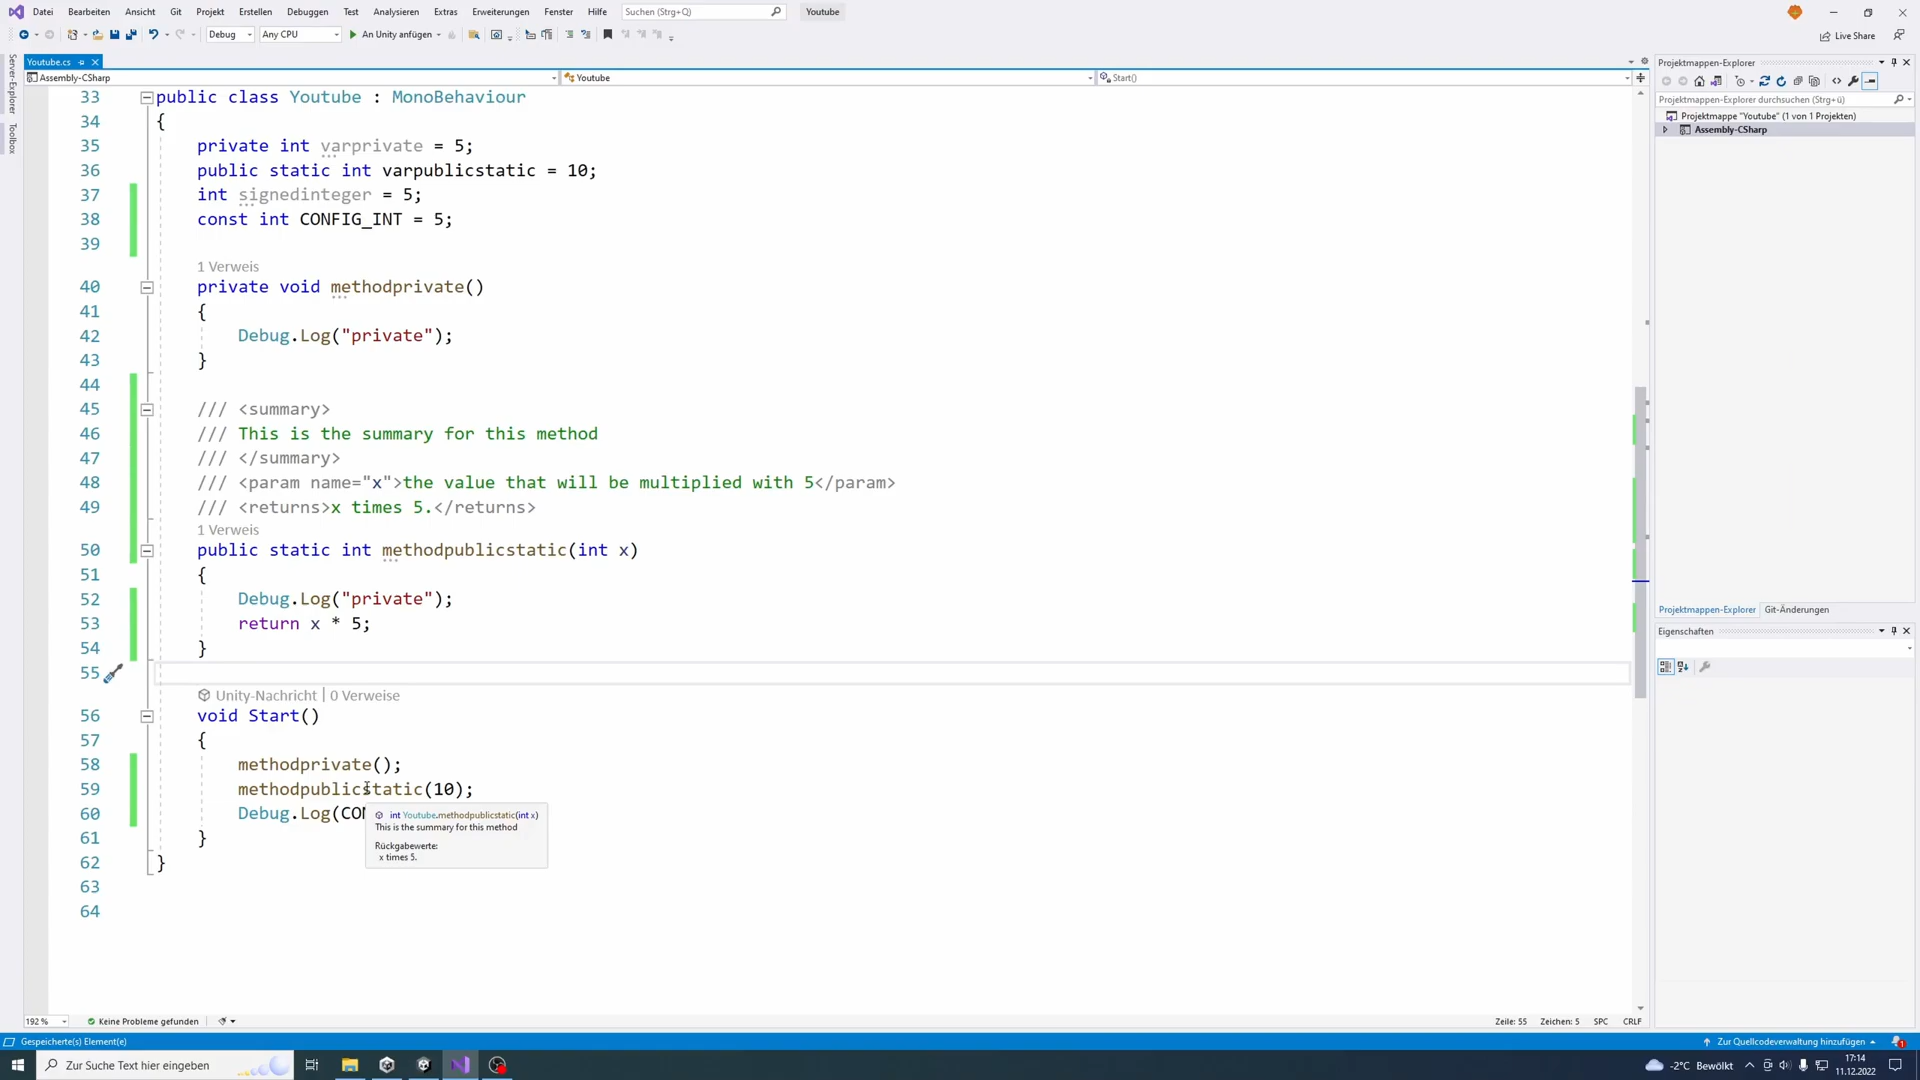 Datei Bearbeiten Ansicht Git Projekt Erstellen Debuggen Test Analysieren Extras Erweiterungen Fenster Hilfe Suchen (Strg+Q) Youtube
Debug Any CPU An Unity anfügen Live Share
Server-Explorer
Toolbox
Youtube.cs
Assembly-CSharp Youtube Start()
33 public class Youtube : MonoBehaviour
34 {
35 private int varprivate = 5;
36 public static int varpublicstatic = 10;
37 int signedinteger = 5;
38 const int CONFIG_INT = 5;
39
1 Verweis
40 private void methodprivate()
41 {
42 Debug.Log("private");
43 }
44
45 /// <summary>
46 /// This is the summary for this method
47 /// </summary>
48 /// <param name="x">the value that will be multiplied with 5</param>
49 /// <returns>x times 5.</returns>
1 Verweis
50 public static int methodpublicstatic(int x)
51 {
52 Debug.Log("private");
53 return x * 5;
54 }
55
Unity-Nachricht | 0 Verweise
56 void Start()
57 {
58 methodprivate();
59 methodpublicstatic(10);
60 Debug.Log(CON
61 }
62 }
63
64
int Youtube.methodpublicstatic(int x)
This is the summary for this method
Rückgabewerte:
x times 5.
Projektmappen-Explorer
Projektmappen-Explorer durchsuchen (Strg+ü)
Projektmappe "Youtube" (1 von 1 Projekten)
Assembly-CSharp
Projektmappen-Explorer Git-Änderungen
Eigenschaften
192 % Keine Probleme gefunden Zeile: 55 Zeichen: 5 SPC CRLF
Gespeicherte(s) Element(e) Zur Quellcodeverwaltung hinzufügen 1
Zur Suche Text hier eingeben -2°C Bewölkt 17:14
11.12.2022